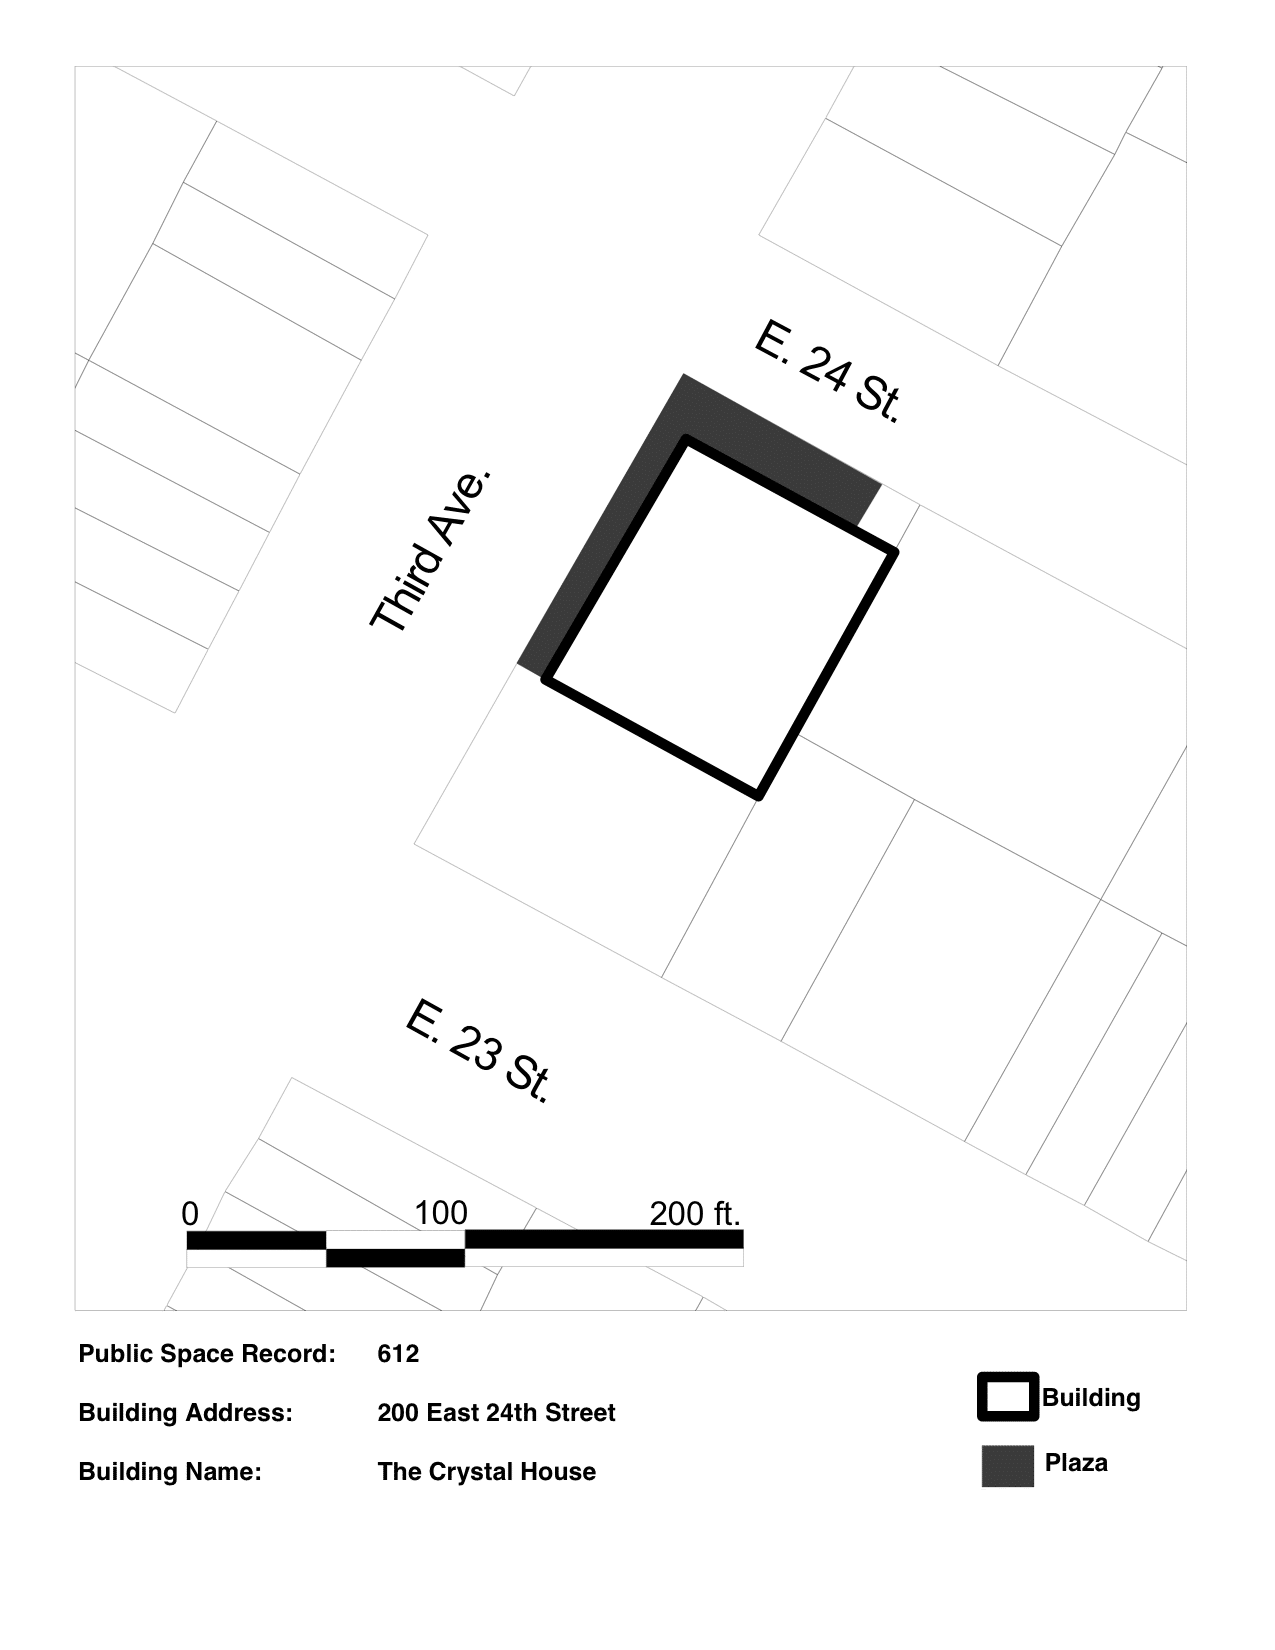 E. 24 St.
Third Ave.
E. 23 St.
0 100 200 ft.
Public Space Record: 612
Building Address: 200 East 24th Street
Building Name: The Crystal House
Building
Plaza